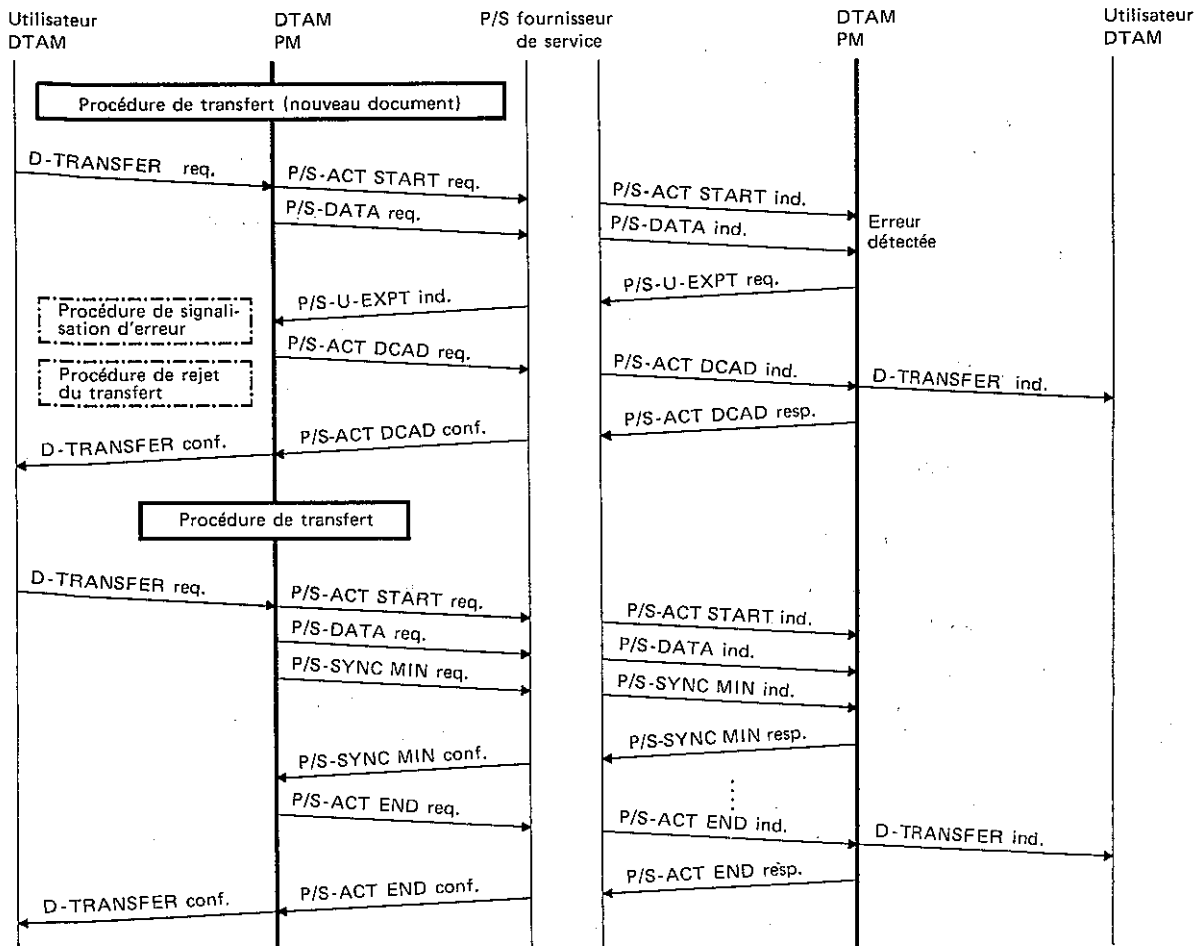 Utilisateur
DTAM
DTAM
PM
P/S fournisseur
de service
DTAM
PM
Utilisateur
DTAM
Procédure de transfert (nouveau document)
D-TRANSFER req.
P/S-ACT START req.
P/S-ACT START ind.
P/S-DATA req.
P/S-DATA ind.
Erreur
détectée
P/S-U-EXPT req.
P/S-U-EXPT ind.
Procédure de signali-
sation d'erreur
P/S-ACT DCAD req.
P/S-ACT DCAD ind.
D-TRANSFER ind.
Procédure de rejet
du transfert
P/S-ACT DCAD resp.
P/S-ACT DCAD conf.
D-TRANSFER conf.
Procédure de transfert
D-TRANSFER req.
P/S-ACT START req.
P/S-ACT START ind.
P/S-DATA req.
P/S-DATA ind.
P/S-SYNC MIN req.
P/S-SYNC MIN ind.
P/S-SYNC MIN resp.
P/S-SYNC MIN conf.
P/S-ACT END req.
P/S-ACT END ind.
D-TRANSFER ind.
P/S-ACT END resp.
P/S-ACT END conf.
D-TRANSFER conf.